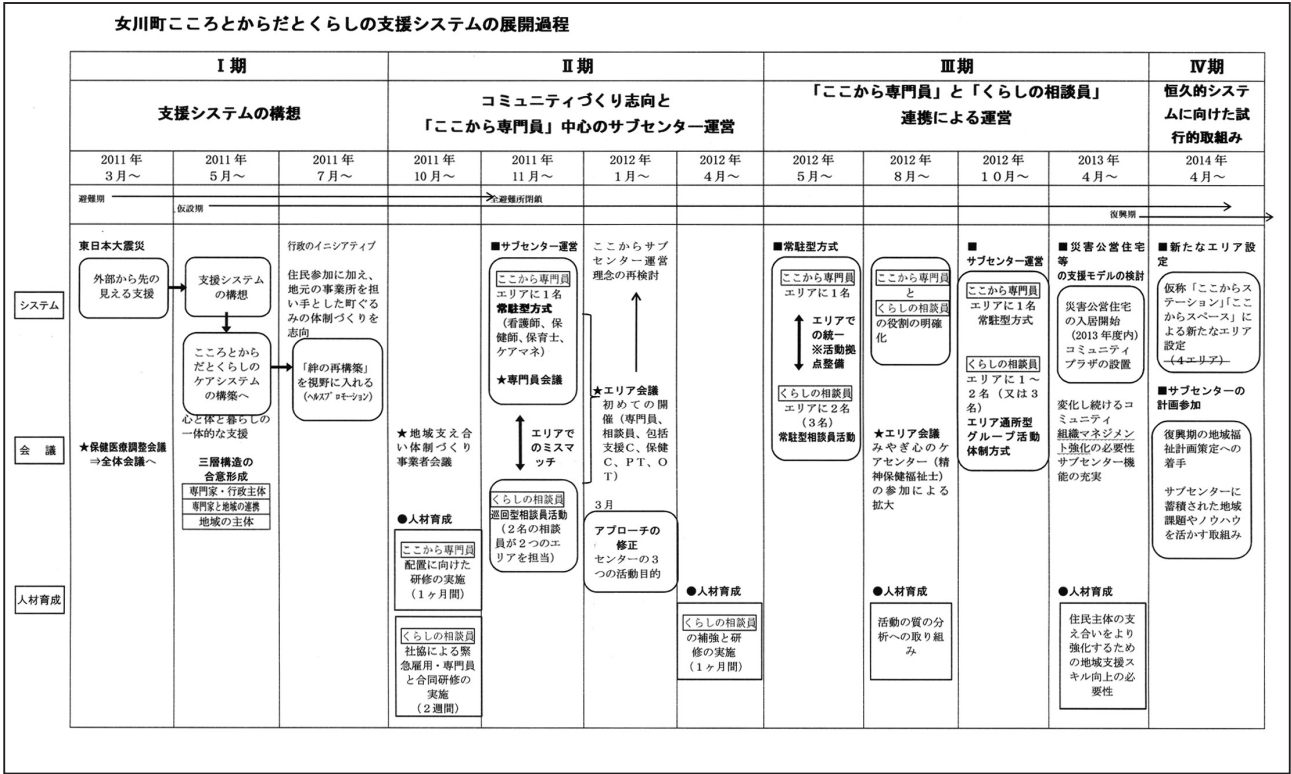 女川町こころとからだとくらしの支援システムの展開過程
Ⅰ期
Ⅱ期
Ⅲ期
Ⅳ期
支援システムの構想
コミュニティづくり志向と
「ここから専門員」中心のサブセンター運営
「ここから専門員」と「くらしの相談員」
連携による運営
恒久的システ
ムに向けた試
行的取組み
2011年
3月～
2011年
5月～
2011年
7月～
2011年
10月～
2011年
11月～
2012年
1月～
2012年
4月～
2012年
5月～
2012年
8月～
2012年
10月～
2013年
4月～
2014年
4月～
避難期
全避難所閉鎖
仮設期
復興期
システム
会　議
人材育成
東日本大震災
外部から先の
見える支援
★保健医療調整会議
⇒全体会議へ
支援システム
の構想
こころとから
だとくらしの
ケアシステム
の構築へ
心と体と暮らしの
一体的な支援
三層構造の
合意形成
専門家・行政主体
専門家と地域の連携
地域の主体
行政のイニシアティブ
住民参加に加え、
地元の事業所を担
い手とした町ぐる
みの体制づくりを
志向
「絆の再構築」
を視野に入れる
(ヘルスプロモーション)
★地域支え合
い体制づくり
事業者会議
●人材育成
ここから専門員
配置に向けた
研修の実施
(1ヶ月間)
くらしの相談員
社協による緊
急雇用・専門員
と合同研修の
実施
(2週間)
■サブセンター運営
ここから専門員
エリアに1名
常駐型方式
(看護師、保
健師、保育士、
ケアマネ)
★専門員会議
エリアで
のミスマ
ッチ
くらしの相談員
巡回型相談員活動
(2名の相談
員が2つのエ
リアを担当)
ここからサブ
センター運営
理念の再検討
★エリア会議
初めての開
催(専門員、
相談員、包括
支援C、保健
C、PT、O
T)
3月
アプローチの
修正
センターの3
つの活動目的
●人材育成
くらしの相談員
の補強と研
修の実施
(1ヶ月間)
■常駐型方式
ここから専門員
エリアに1名
エリアで
の統一
※活動拠
点整備
くらしの相談員
エリアに2名
(3名)
常駐型相談員活動
ここから専門員
と
くらしの相談員
の役割の明確
化
★エリア会議
みやぎ心のケ
アセンター(精
神保健福祉士)
の参加による
拡大
●人材育成
活動の質の分
析への取り組
み
■
サブセンター運営
ここから専門員
エリアに1名
常駐型方式
くらしの相談員
エリアに1～
2名(又は3
名)
エリア通所型
グループ活動
体制方式
■災害公営住宅
等
の支援モデルの検討
災害公営住宅
の入居開始
(2013年度内)
コミュニティ
プラザの設置
変化し続けるコ
ミュニティ
組織マネジメン
ト強化の必要性
サブセンター機
能の充実
●人材育成
住民主体の支
え合いをより
強化するため
の地域支援ス
キル向上の必
要性
■新たなエリア設
定
仮称「ここからス
テーション」「ここ
からスペース」に
よる新たなエリア
設定
(4エリア)
■サブセンターの
計画参加
復興期の地域福
祉計画策定への
着手
サブセンターに
蓄積された地域
課題やノウハウ
を活かす取組み